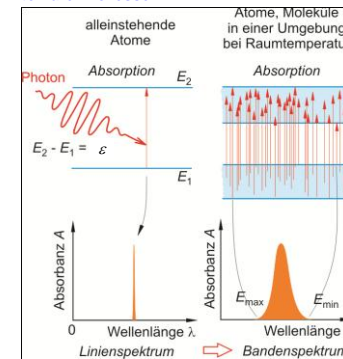 alleinstehende
Atome
Absorption
E2
Photon
E2 - E1 = ε
E1
Absorbanz A
0
Wellenlänge λ
Linienspektrum
Atome, Moleküle
in einer Umgebung
bei Raumtemperatur
Absorption
Absorbanz A
Emax
Emin
Wellenlänge
Bandenspektrum